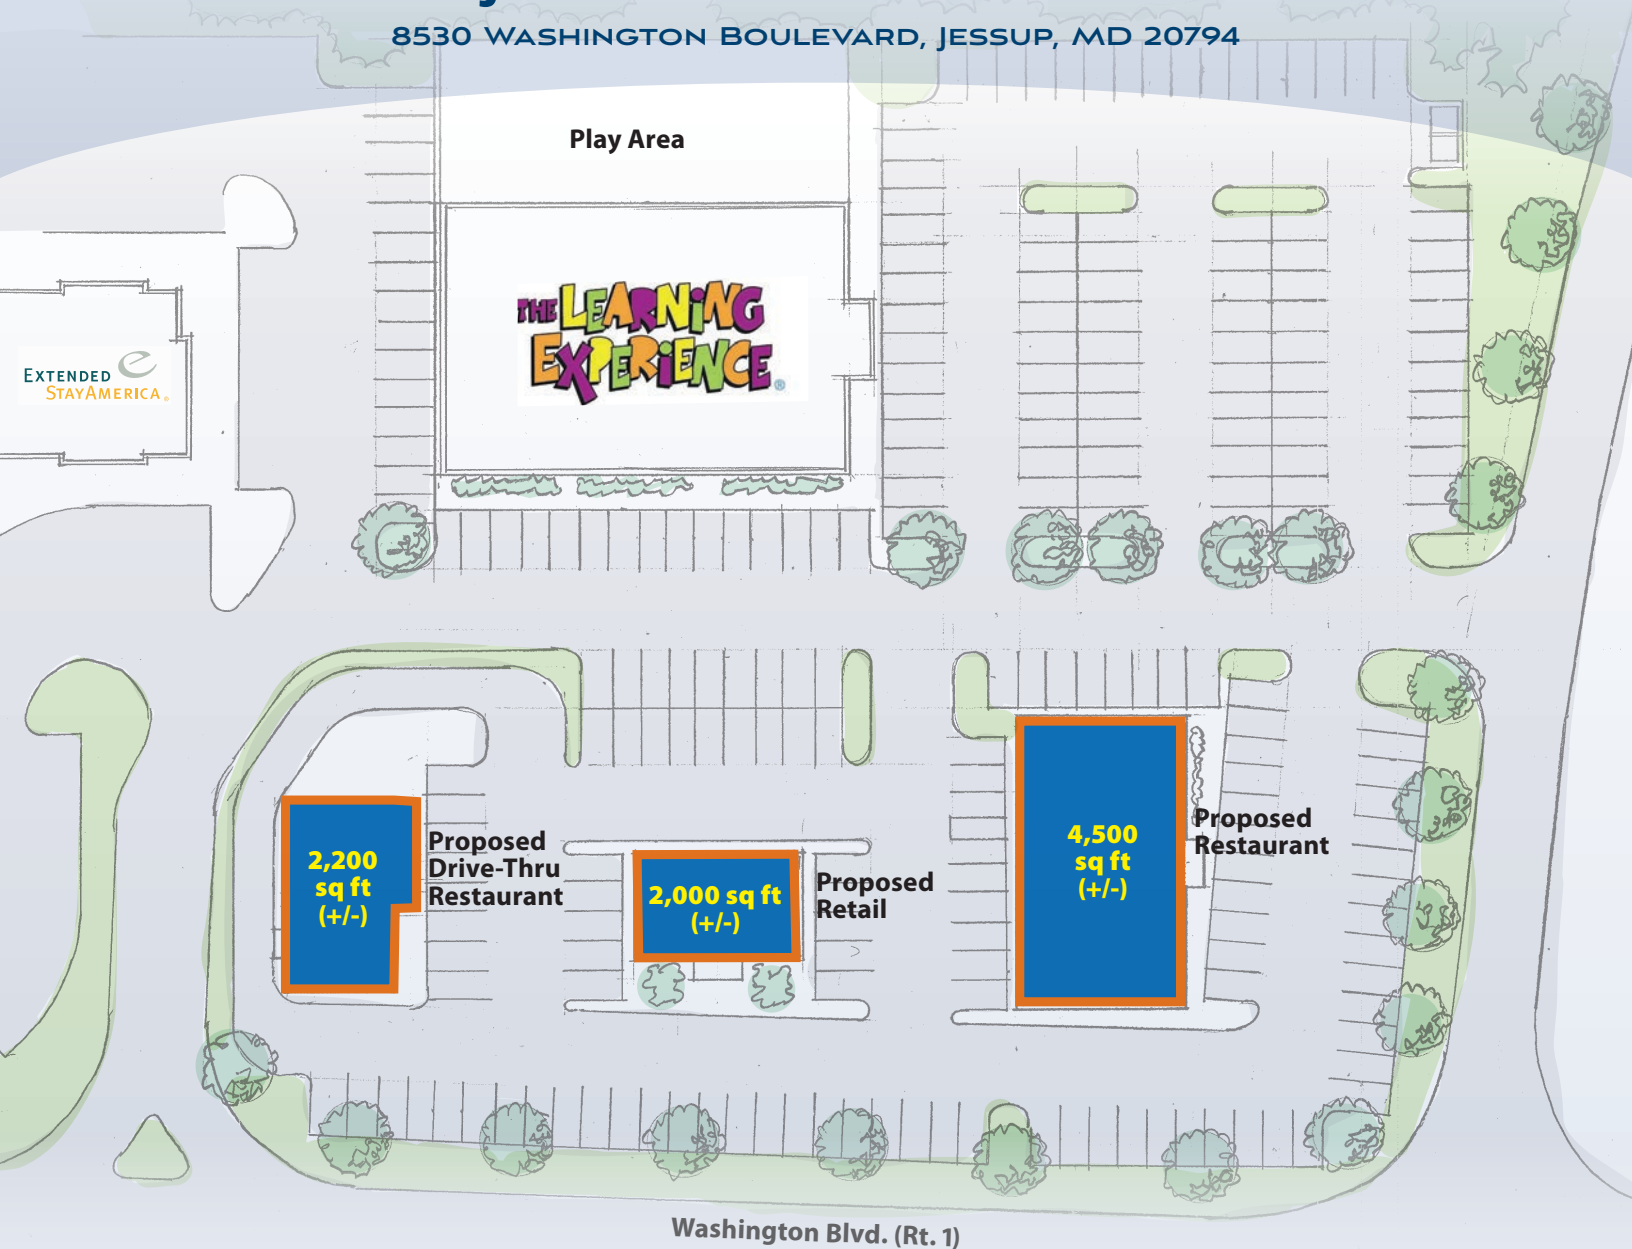 8530 Washington Boulevard, Jessup, MD 20794
Play Area
THE LEARNING
EXPERIENCE®
EXTENDED
STAYAMERICA®
2,200
sq ft
(+/-)
Proposed
Drive-Thru
Restaurant
2,000 sq ft
(+/-)
Proposed
Retail
4,500
sq ft
(+/-)
Proposed
Restaurant
Washington Blvd. (Rt. 1)